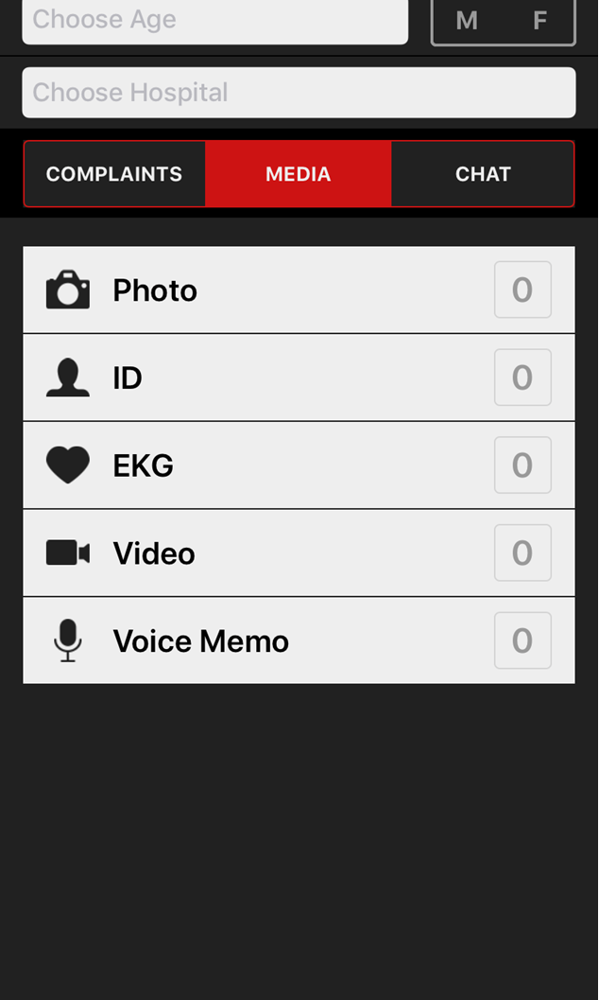 Choose Age M F
Choose Hospital
COMPLAINTS MEDIA CHAT
Photo 0
ID 0
EKG 0
Video 0
Voice Memo 0